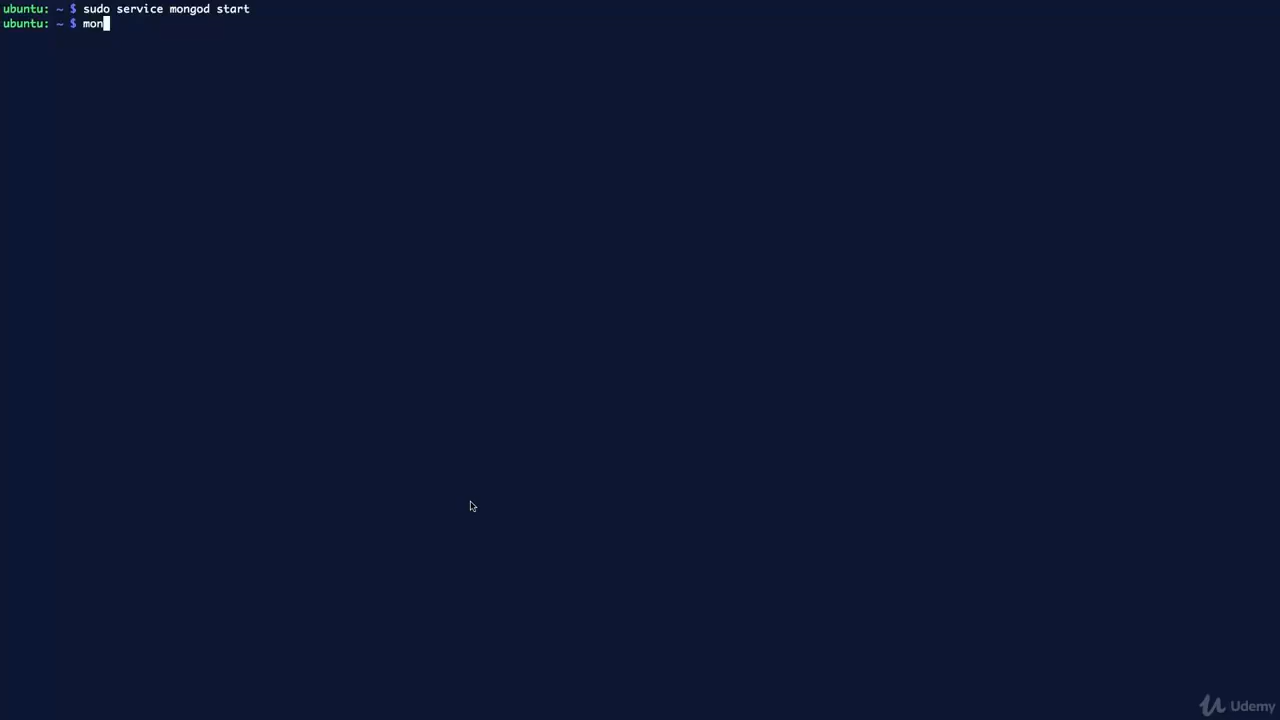 ubuntu: ~ $ sudo service mongod start
ubuntu: ~ $ mon
Udemy